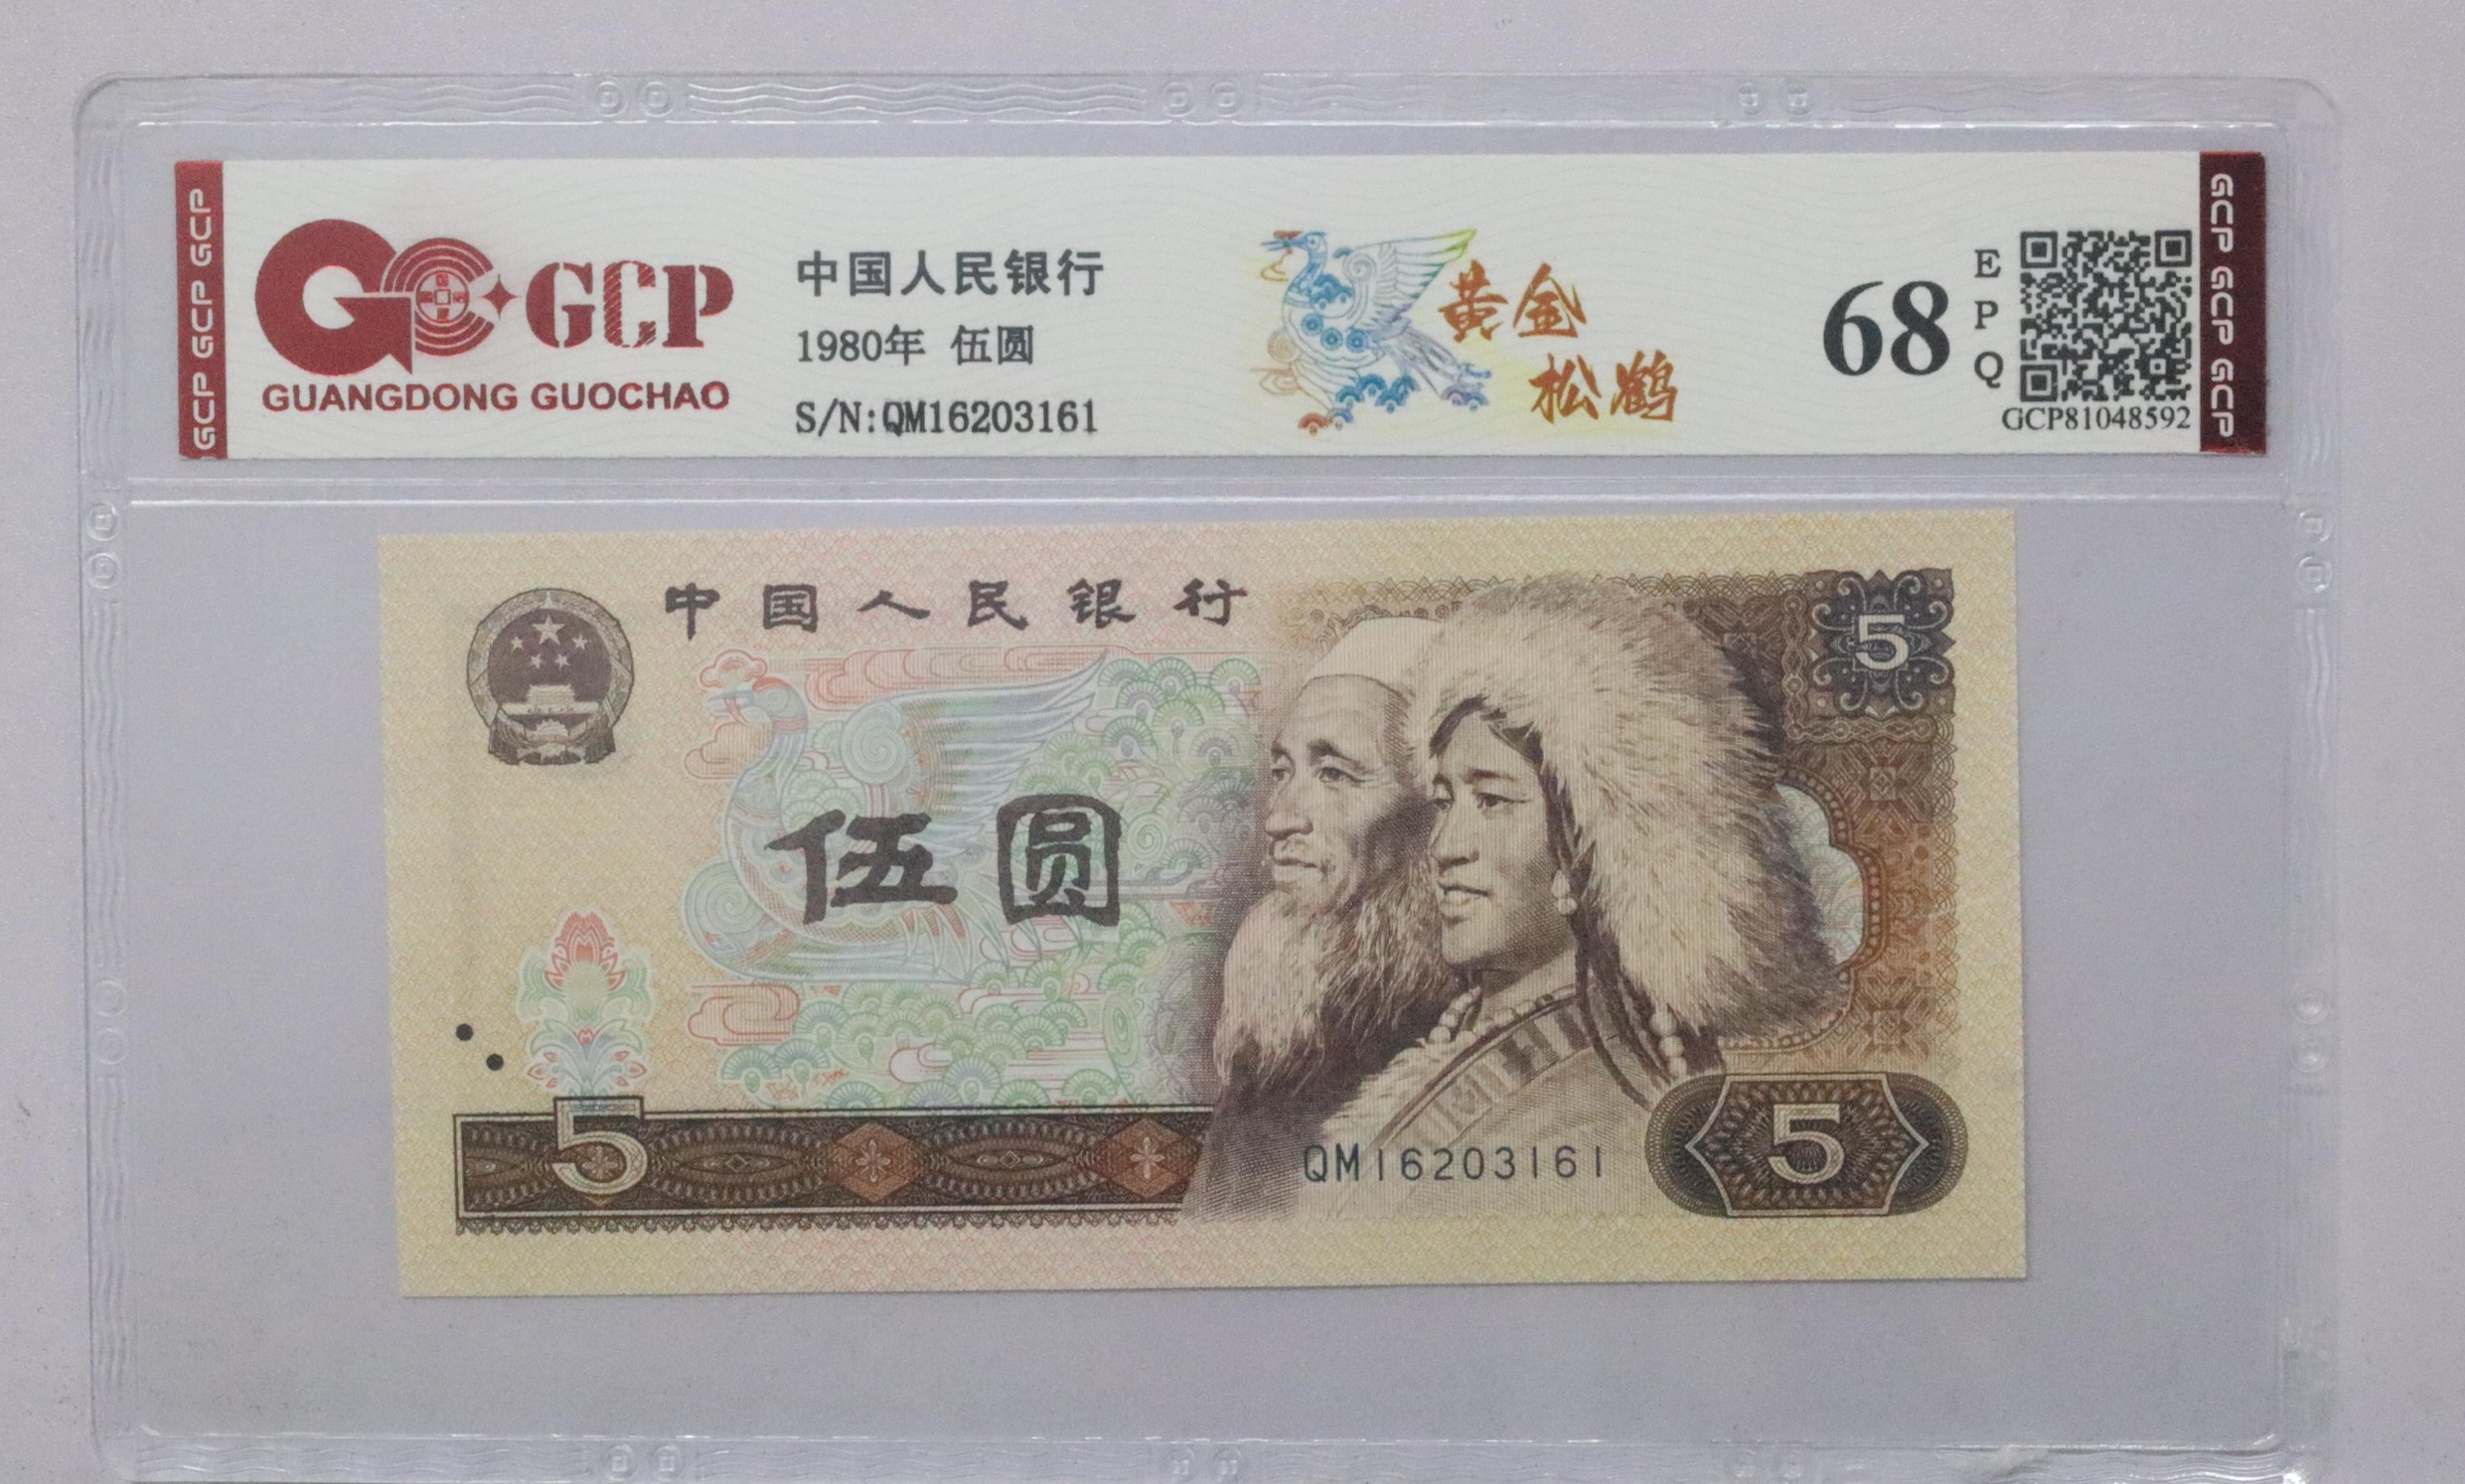 GCP GCP GCP
GCP
GUANGDONG GUOCHAO
中国人民银行
1980年 伍圆
S/N:QM16203161
黄金
松鹤
68
EPQ
GCP81048592
GCP GCP GCP
中国人民银行
5
伍圆
5
QM16203161
5